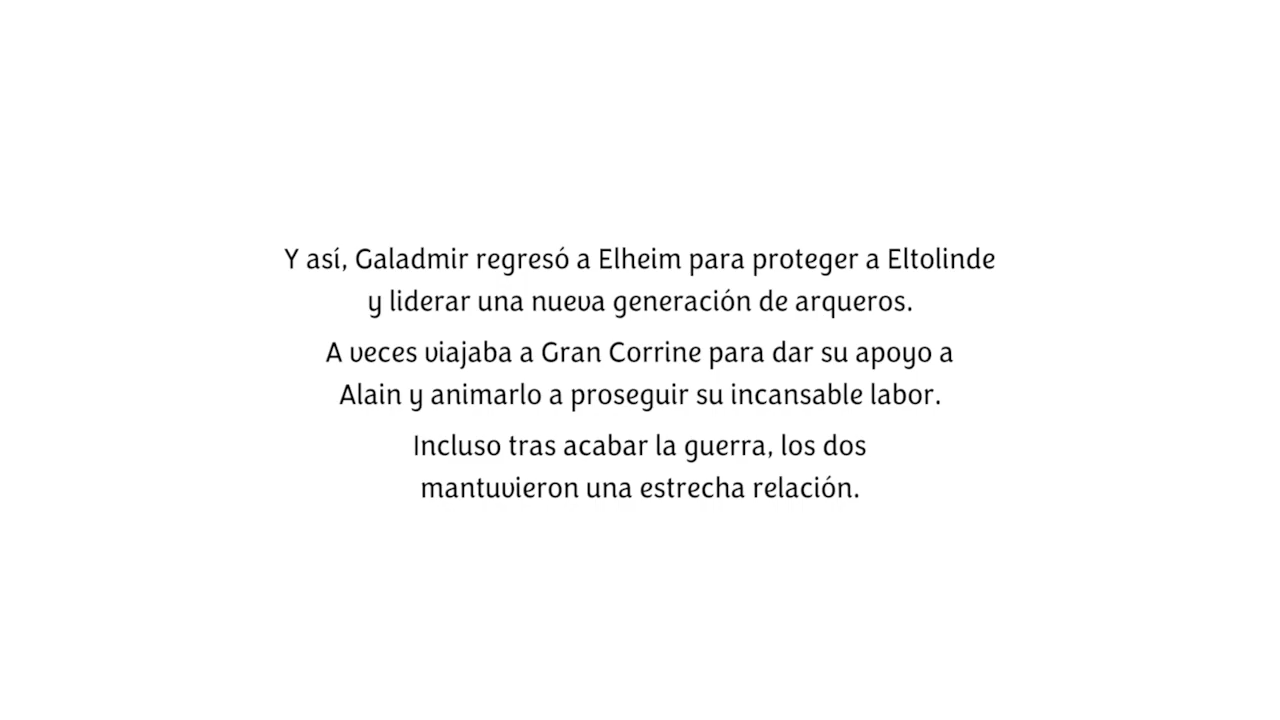 Y así, Galadmir regresó a Elheim para proteger a Eltolinde
y liderar una nueva generación de arqueros.
A veces viajaba a Gran Corrine para dar su apoyo a
Alain y animarlo a proseguir su incansable labor.
Incluso tras acabar la guerra, los dos
mantuvieron una estrecha relación.